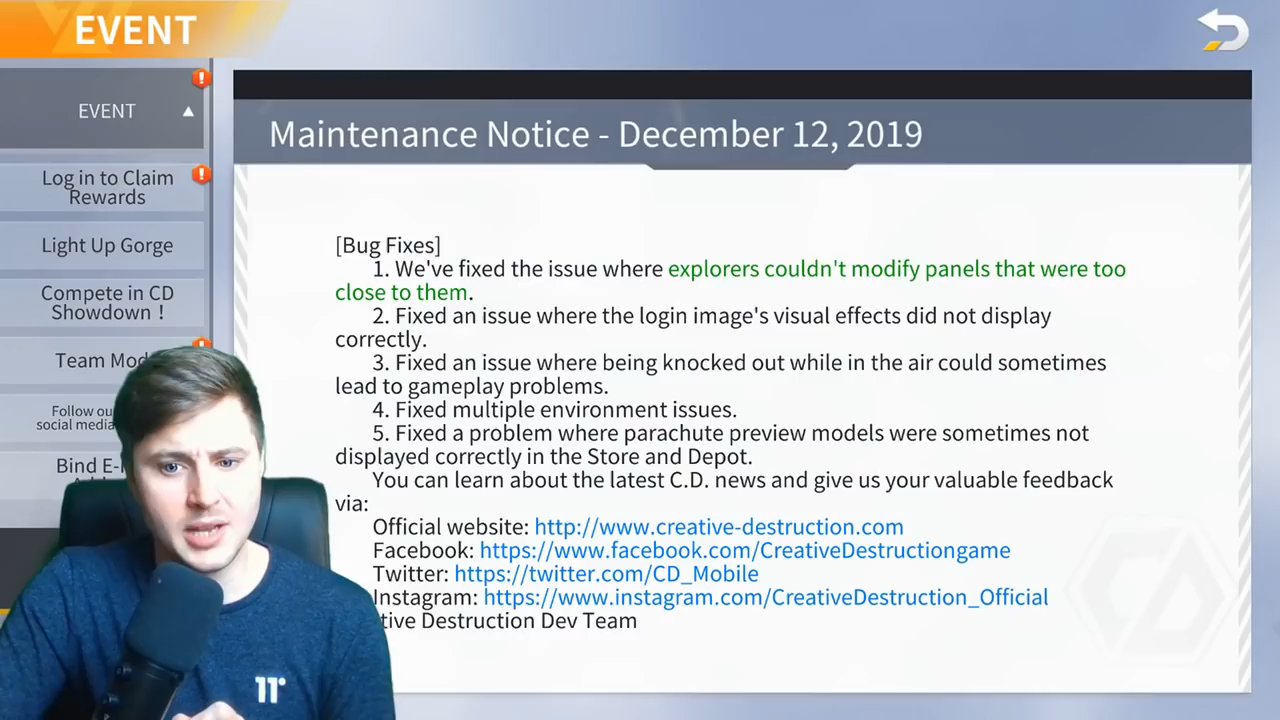 EVENT
EVENT
Log in to Claim
Rewards
Light Up Gorge
Compete in CD
Showdown !
Team
Follow
social media
Bind
Maintenance Notice - December 12, 2019
[Bug Fixes]
1. We've fixed the issue where explorers couldn't modify panels that were too
close to them.
2. Fixed an issue where the login image's visual effects did not display
correctly.
3. Fixed an issue where being knocked out while in the air could sometimes
lead to gameplay problems.
4. Fixed multiple environment issues.
5. Fixed a problem where parachute preview models were sometimes not
displayed correctly in the Store and Depot.
You can learn about the latest C.D. news and give us your valuable feedback
via:
Official website: http://www.creative-destruction.com
Facebook: https://www.facebook.com/CreativeDestructiongame
Twitter: https://twitter.com/CD_Mobile
Instagram: https://www.instagram.com/CreativeDestruction_Official
tive Destruction Dev Team
11